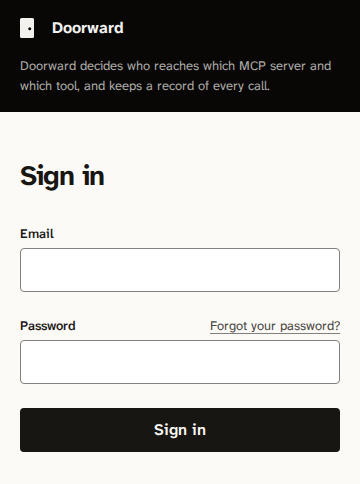 Doorward
Doorward decides who reaches which MCP server and
which tool, and keeps a record of every call.
Sign in
Email
Password
Forgot your password?
Sign in